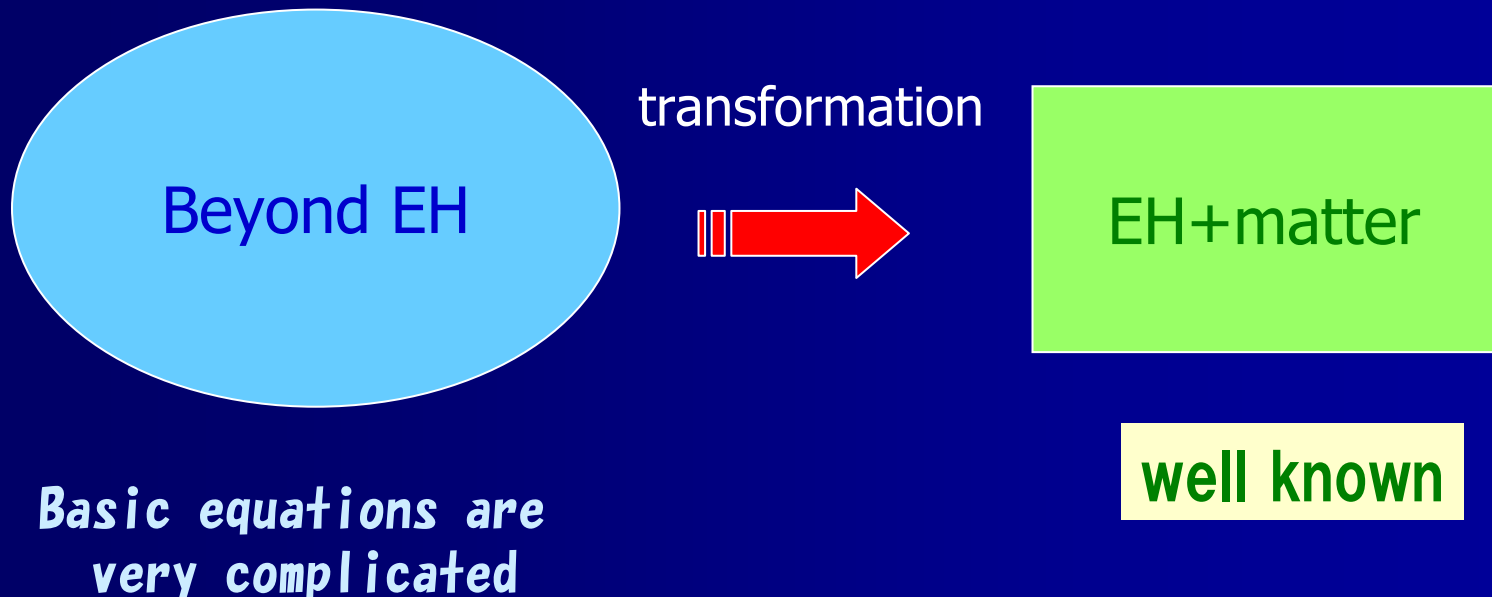 transformation
Beyond EH
EH+matter
well known
Basic equations are
very complicated